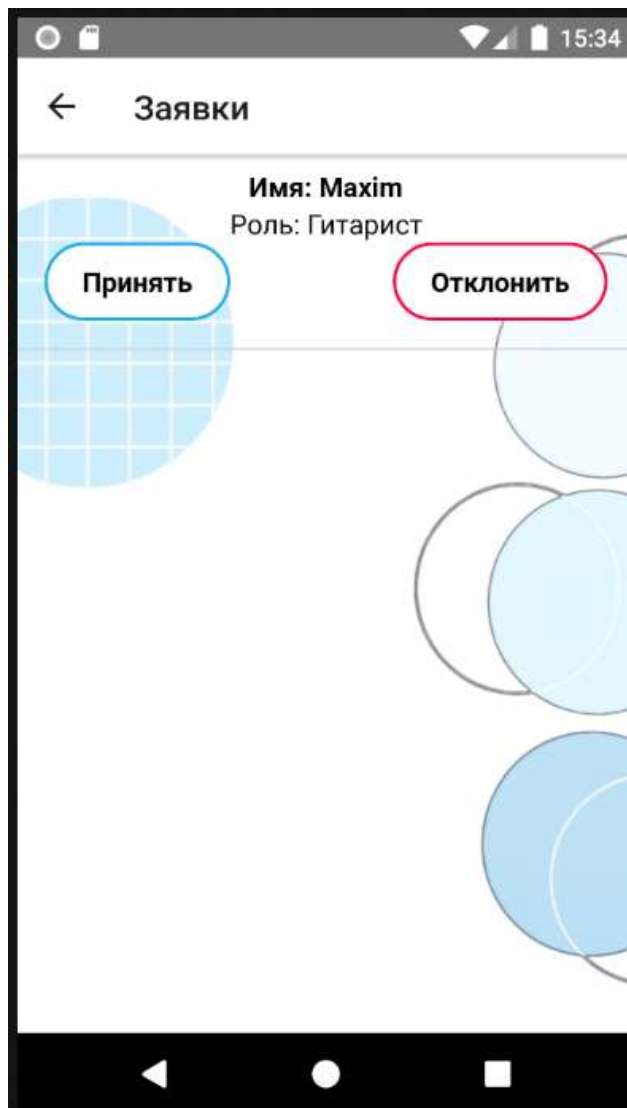 15:34
Заявки
Имя: Maxim
Роль: Гитарист
Принять
Отклонить